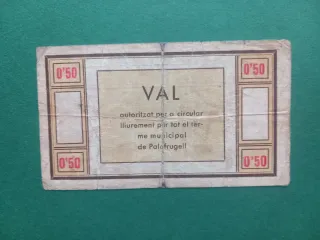 0'50 0'50
VAL
autoritzat per a circular
lliurement per tot el ter-
me municipal
de Palafrugell
0'50 0'50